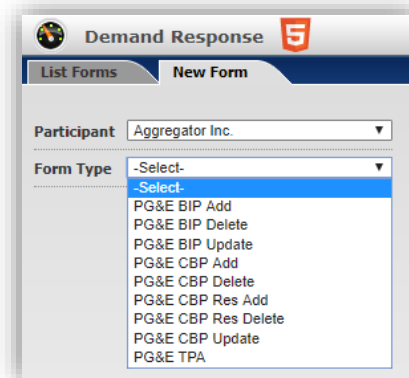 Demand Response 5
List Forms New Form
Participant Aggregator Inc.
Form Type -Select-
-Select-
PG&E BIP Add
PG&E BIP Delete
PG&E BIP Update
PG&E CBP Add
PG&E CBP Delete
PG&E CBP Res Add
PG&E CBP Res Delete
PG&E CBP Update
PG&E TPA